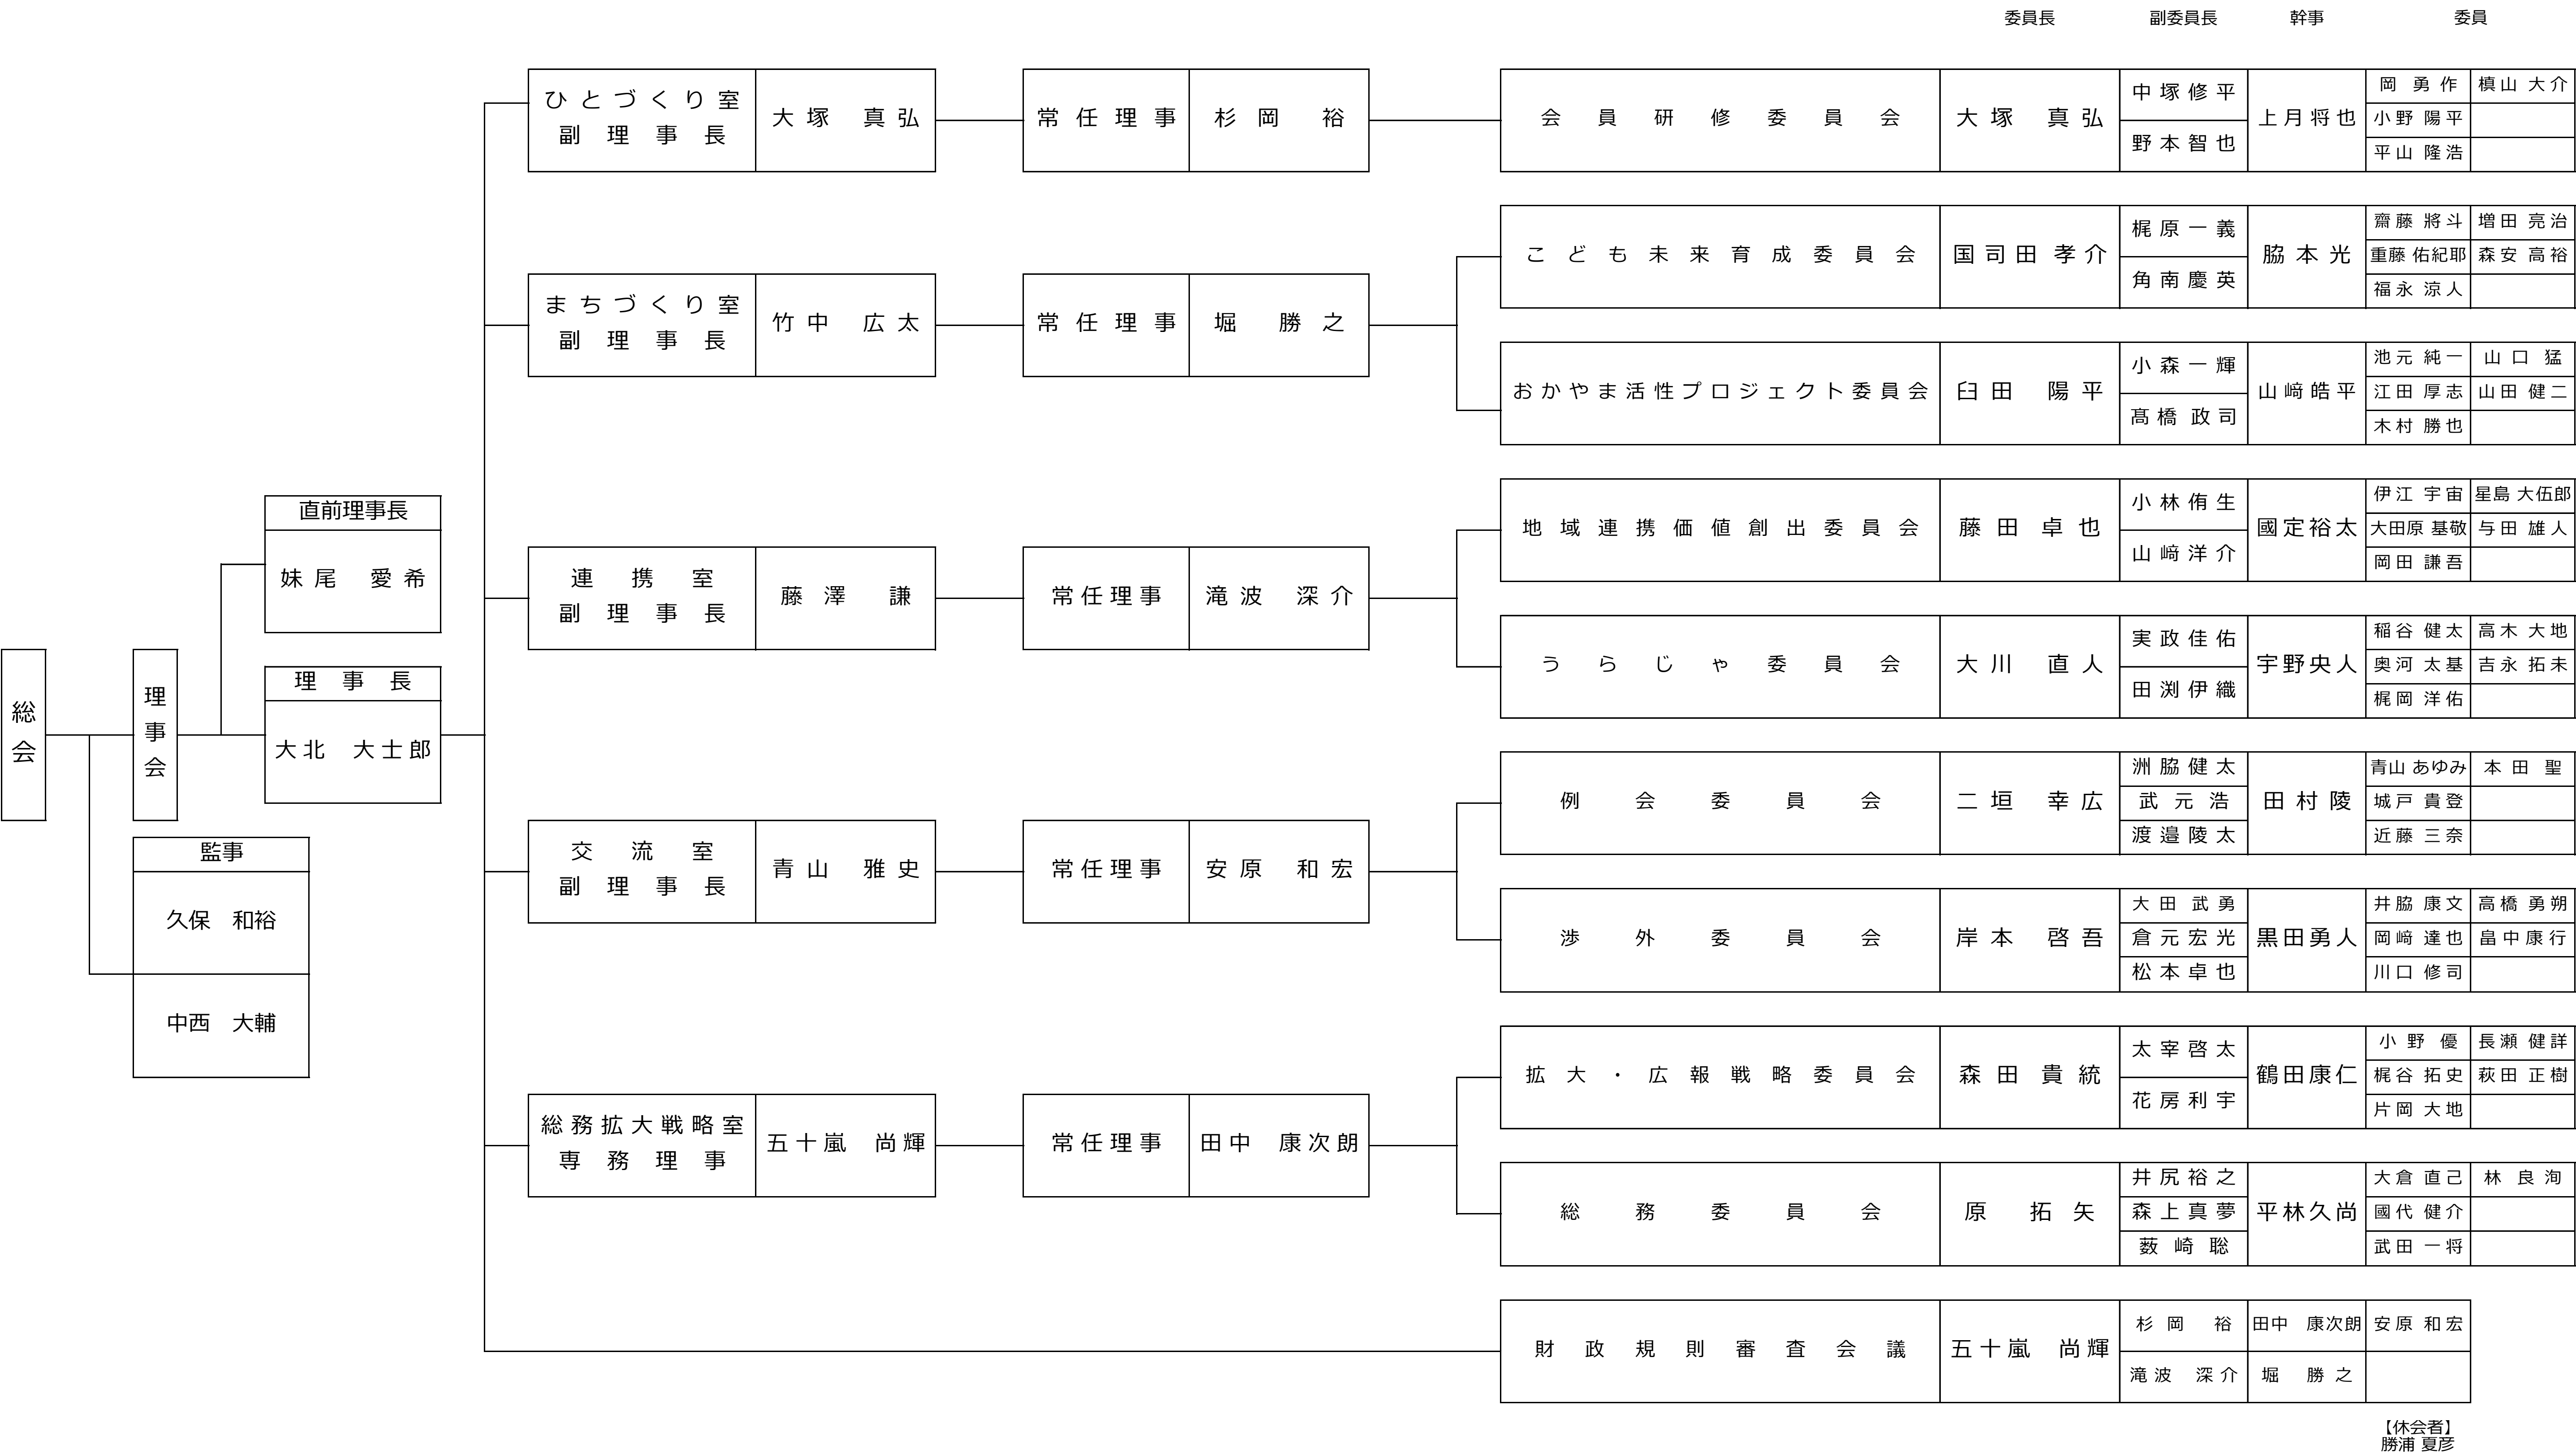 委員長 副委員長 幹事 委員
総会
理事会
直前理事長
妹尾 愛希
理事長
大北 大士郎
監事
久保 和裕
中西 大輔
ひとづくり室
副理事長
大塚 真弘
常任理事 杉岡 裕
会員研修委員会 大塚 真弘
中塚修平
野本智也
上月将也
岡 勇作 槙山 大介
小野 陽平
平山 隆浩
まちづくり室
副理事長
竹中 広太
常任理事 堀 勝之
こども未来育成委員会 国司田 孝介
梶原一義
角南慶英
脇本光
齋藤 將斗 増田 亮治
重藤 佑紀耶 森安 高裕
福永 涼人
おかやま活性プロジェクト委員会 臼田 陽平
小森一輝
髙橋 政司
山﨑皓平
池元 純一 山口 猛
江田 厚志 山田 健二
木村 勝也
連携室
副理事長
藤澤 謙
常任理事 滝波 深介
地域連携価値創出委員会 藤田 卓也
小林侑生
山﨑洋介
國定裕太
伊江 宇宙 星島 大伍郎
大田原 基敬 与田 雄人
岡田 謙吾
うらじゃ委員会 大川 直人
実政佳佑
田渕伊織
宇野央人
稲谷 健太 高木 大地
奥河 太基 吉永 拓未
梶岡 洋佑
交流室
副理事長
青山 雅史
常任理事 安原 和宏
例会委員会 二垣 幸広
洲脇健太
武元浩
渡邉陵太
田村陵
青山 あゆみ 本田 聖
城戸 貴登
近藤 三奈
渉外委員会 岸本 啓吾
大田 武勇
倉元宏光
松本卓也
黒田勇人
井脇 康文 高橋 勇朔
岡﨑 達也 畠中康行
川口 修司
総務拡大戦略室
専務理事
五十嵐 尚輝
常任理事 田中 康次朗
拡大・広報戦略委員会 森田 貴統
太宰啓太
花房利宇
鶴田康仁
小野 優 長瀬 健詳
梶谷 拓史 萩田 正樹
片岡 大地
総務委員会 原 拓矢
井尻裕之
森上真夢
薮崎聡
平林久尚
大倉 直己 林 良洵
國代 健介
武田 一将
財政規則審査会議 五十嵐 尚輝
杉岡 裕 田中 康次朗 安原 和宏
滝波 深介 堀 勝之
【休会者】
勝浦 夏彦